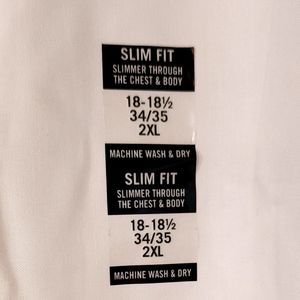 SLIM FIT
SLIMMER THROUGH
THE CHEST & BODY
18-18½
34/35
2XL
MACHINE WASH & DRY
SLIM FIT
SLIMMER THROUGH
THE CHEST & BODY
18-18½
34/35
2XL
MACHINE WASH & DRY